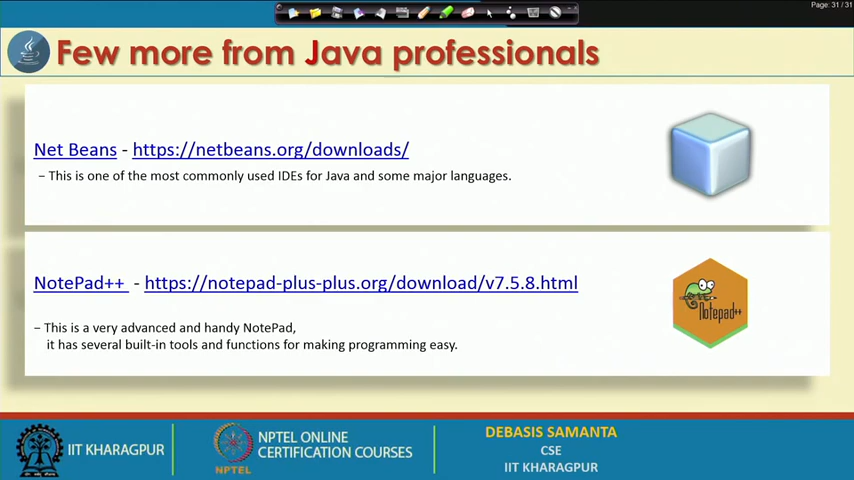 Page: 31 / 31
Few more from Java professionals
Net Beans - https://netbeans.org/downloads/
– This is one of the most commonly used IDEs for Java and some major languages.
NotePad++ - https://notepad-plus-plus.org/download/v7.5.8.html
Notepad++
– This is a very advanced and handy NotePad,
it has several built-in tools and functions for making programming easy.
IIT KHARAGPUR
NPTEL
NPTEL ONLINE
CERTIFICATION COURSES
DEBASIS SAMANTA
CSE
IIT KHARAGPUR